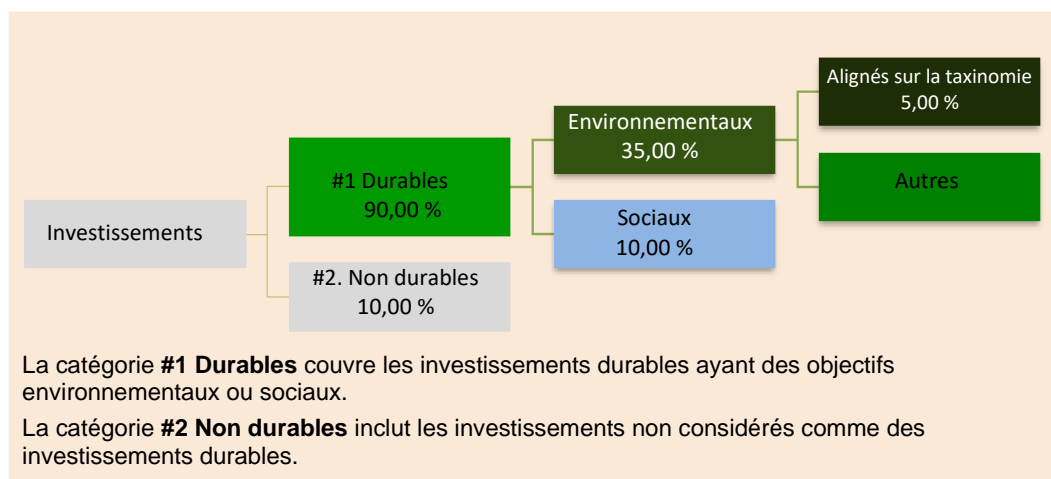 Investissements
#1 Durables
90,00 %
#2. Non durables
10,00 %
Environnementaux
35,00 %
Sociaux
10,00 %
Alignés sur la taxinomie
5,00 %
Autres
La catégorie #1 Durables couvre les investissements durables ayant des objectifs
environnementaux ou sociaux.
La catégorie #2 Non durables inclut les investissements non considérés comme des
investissements durables.